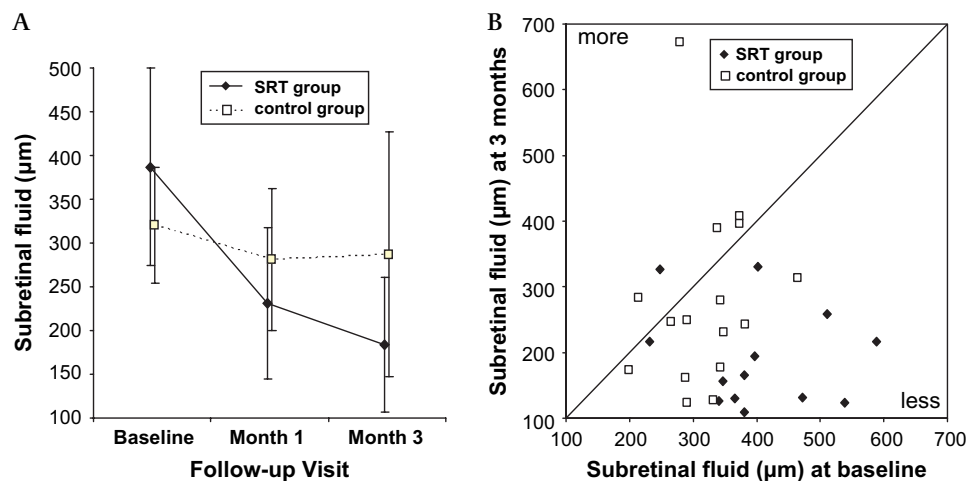 A
500
450
400
350
300
250
200
150
100
Subretinal fluid (µm)
SRT group
control group
Baseline Month 1 Month 3
Follow-up Visit
B
700
600
500
400
300
200
100
Subretinal fluid (µm) at 3 months
more
SRT group
control group
less
100 200 300 400 500 600 700
Subretinal fluid (µm) at baseline